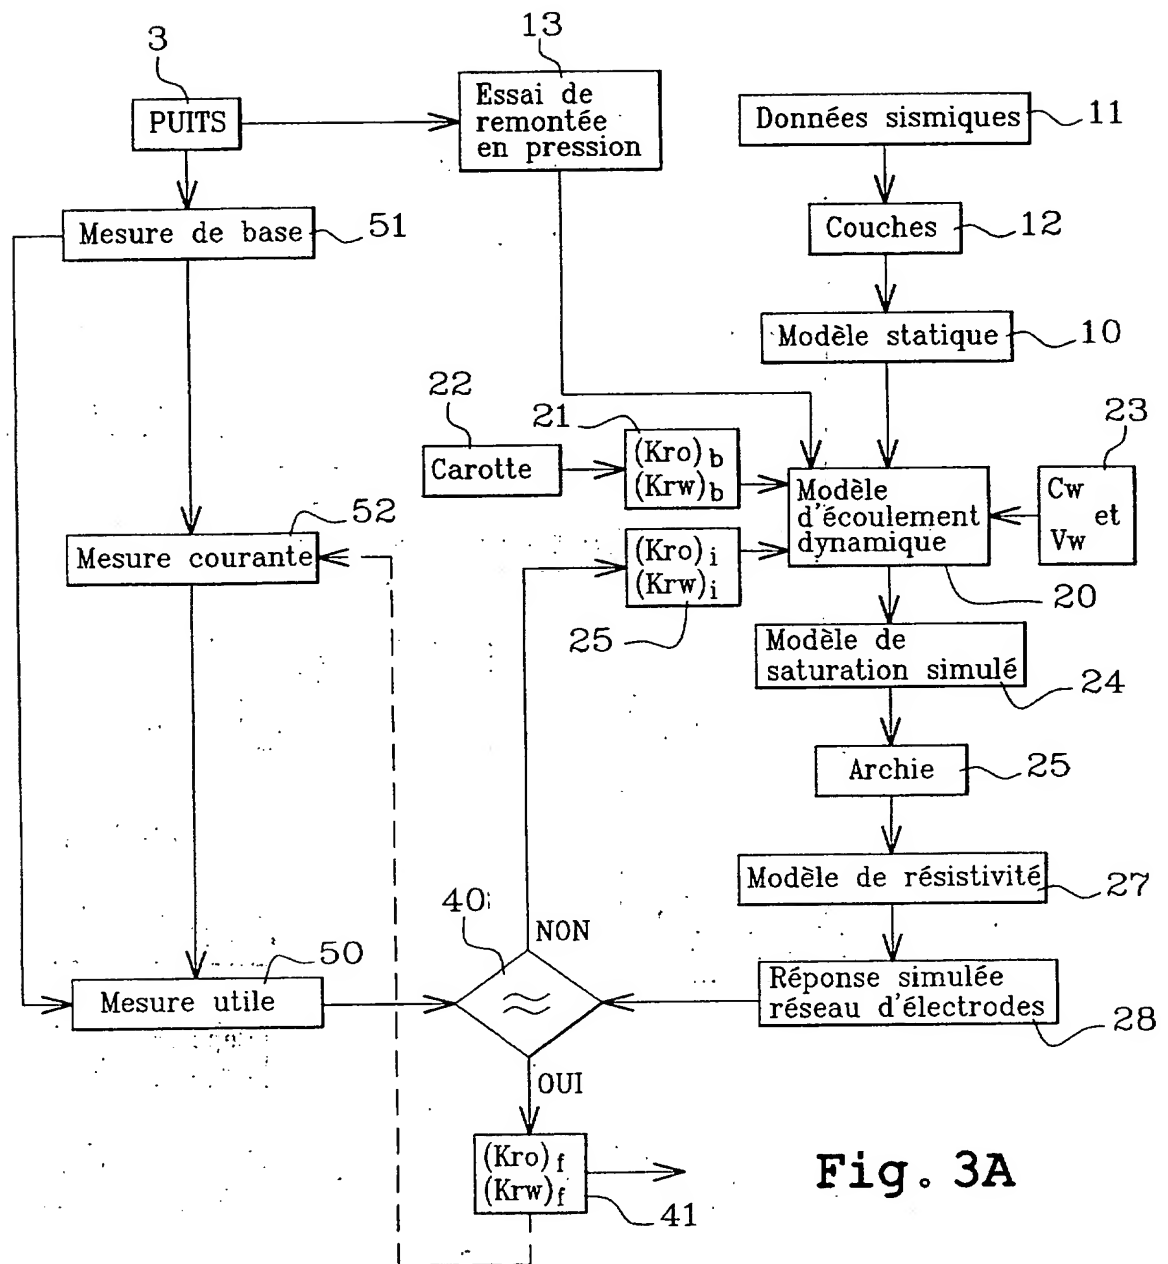 3
PUITS
13
Essai de
remontée
en pression
Données sismiques
11
Mesure de base
51
Couches
12
Modèle statique
10
22
Carotte
21
(Kro)b
(Krw)b
Modèle
d'écoulement
dynamique
20
23
Cw
et
Vw
52
Mesure courante
(Kro)i
(Krw)i
25
Modèle de
saturation simulé
24
Archie
25
Modèle de résistivité
27
40
NON
50
Mesure utile
≈
Réponse simulée
réseau d'électrodes
28
OUI
(Kro)f
(Krw)f
41
Fig. 3A